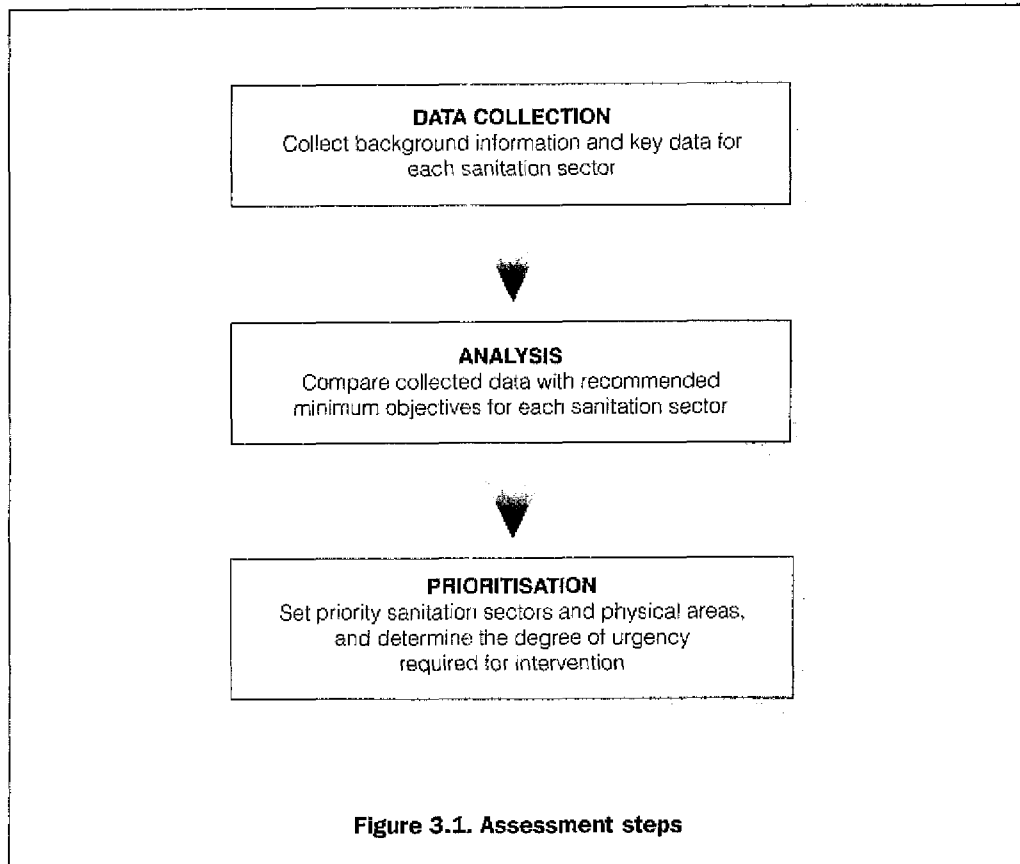 DATA COLLECTION
Collect background information and key data for
each sanitation sector
ANALYSIS
Compare collected data with recommended
minimum objectives for each sanitation sector
PRIORITISATION
Set priority sanitation sectors and physical areas,
and determine the degree of urgency
required for intervention
Figure 3.1. Assessment steps